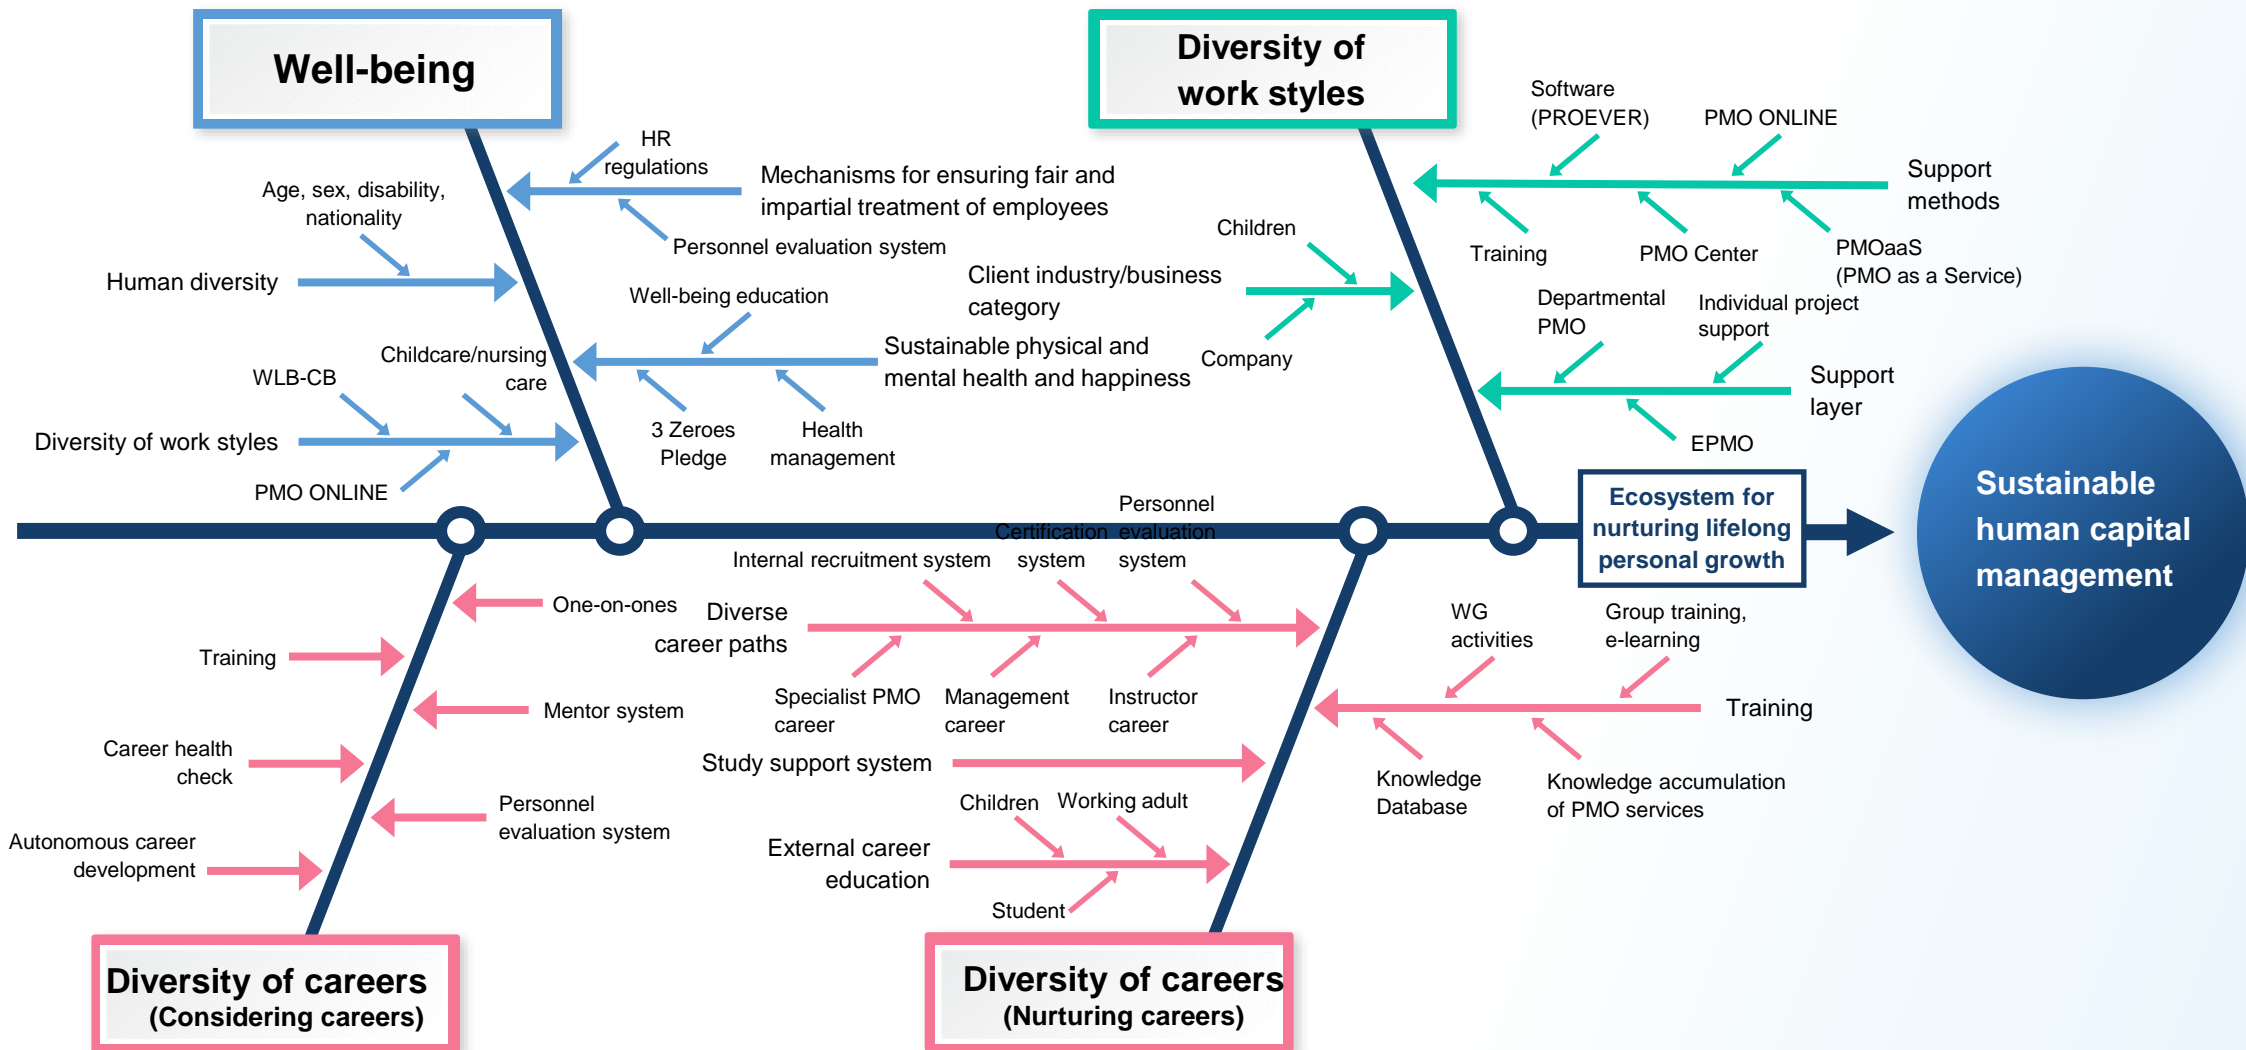 Well-being
HR
regulations
Mechanisms for ensuring fair and
impartial treatment of employees
Personnel evaluation system
Age, sex, disability,
nationality
Human diversity
Well-being education
Sustainable physical and
mental health and happiness
3 Zeroes
Pledge
Health
management
Childcare/nursing
care
WLB-CB
Diversity of work styles
PMO ONLINE
Diversity of
work styles
Software
(PROEVER)
PMO ONLINE
Support
methods
Training
PMO Center
PMOaaS
(PMO as a Service)
Children
Client industry/business
category
Company
Departmental
PMO
Individual project
support
Support
layer
EPMO
Ecosystem for
nurturing lifelong
personal growth
Sustainable
human capital
management
One-on-ones
Training
Mentor system
Career health
check
Personnel
evaluation system
Autonomous career
development
Diversity of careers
(Considering careers)
Internal recruitment system
Certification
system
Personnel
evaluation
system
Diverse
career paths
Specialist PMO
career
Management
career
Instructor
career
WG
activities
Group training,
e-learning
Training
Knowledge
Database
Knowledge accumulation
of PMO services
Study support system
Children
Working adult
External career
education
Student
Diversity of careers
(Nurturing careers)